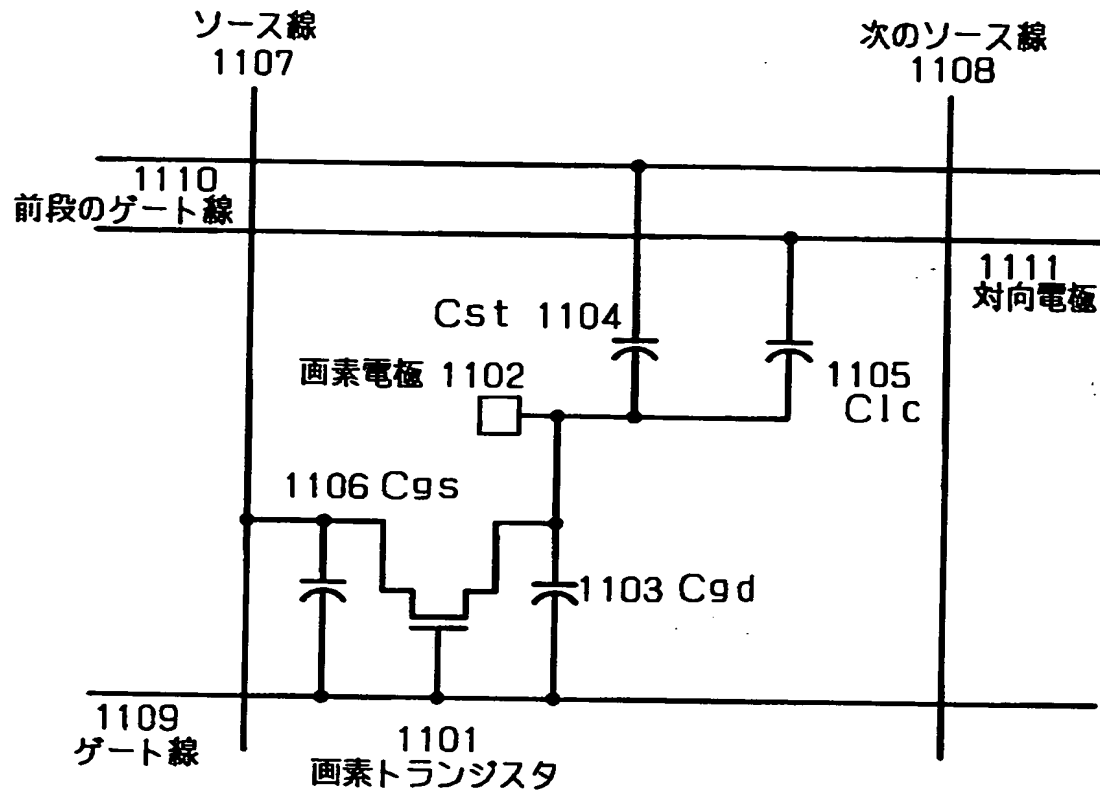 ソース線
1107
次のソース線
1108
1110
前段のゲート線
1111
対向電極
Cst 1104
画素電極 1102
1105
Clc
1106 Cgs
1103 Cgd
1109
ゲート線
1101
画素トランジスタ